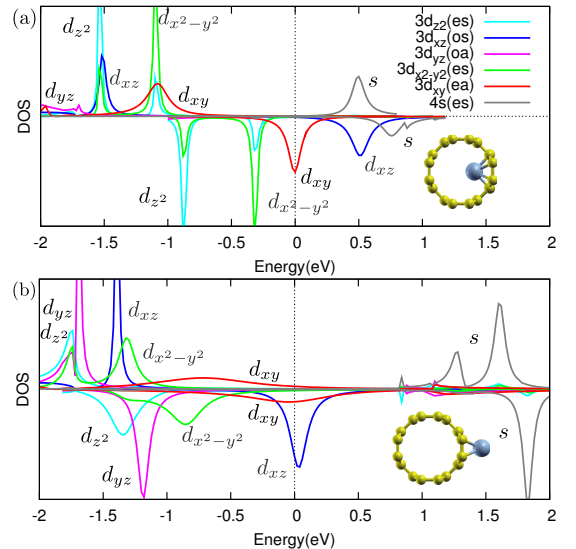 (a)
d_{z^2}
d_{x^2-y^2}
d_{xz}
d_{yz}
d_{xy}
s
3d_{z2}(es)
3d_{xz}(os)
3d_{yz}(oa)
3d_{x2-y2}(es)
3d_{xy}(ea)
4s(es)
DOS
d_{z^2}
d_{x^2-y^2}
d_{xy}
d_{xz}
s
-2 -1.5 -1 -0.5 0 0.5 1 1.5 2
Energy(eV)
(b)
d_{yz}
d_{z^2}
d_{xz}
d_{x^2-y^2}
d_{xy}
s
DOS
d_{z^2}
d_{yz}
d_{x^2-y^2}
d_{xy}
d_{xz}
s
-2 -1.5 -1 -0.5 0 0.5 1 1.5 2
Energy(eV)